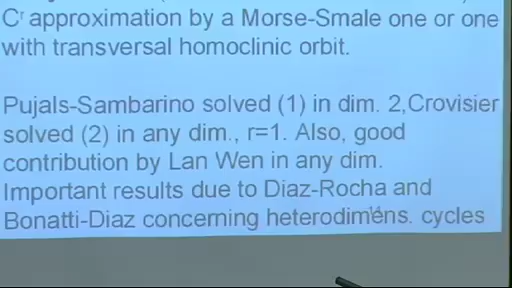 Cʳ approximation by a Morse-Smale one or one
with transversal homoclinic orbit.
Pujals-Sambarino solved (1) in dim. 2,Crovisier
solved (2) in any dim., r=1. Also, good
contribution by Lan Wen in any dim.
Important results due to Diaz-Rocha and
Bonatti-Diaz concerning heterodimens. cycles